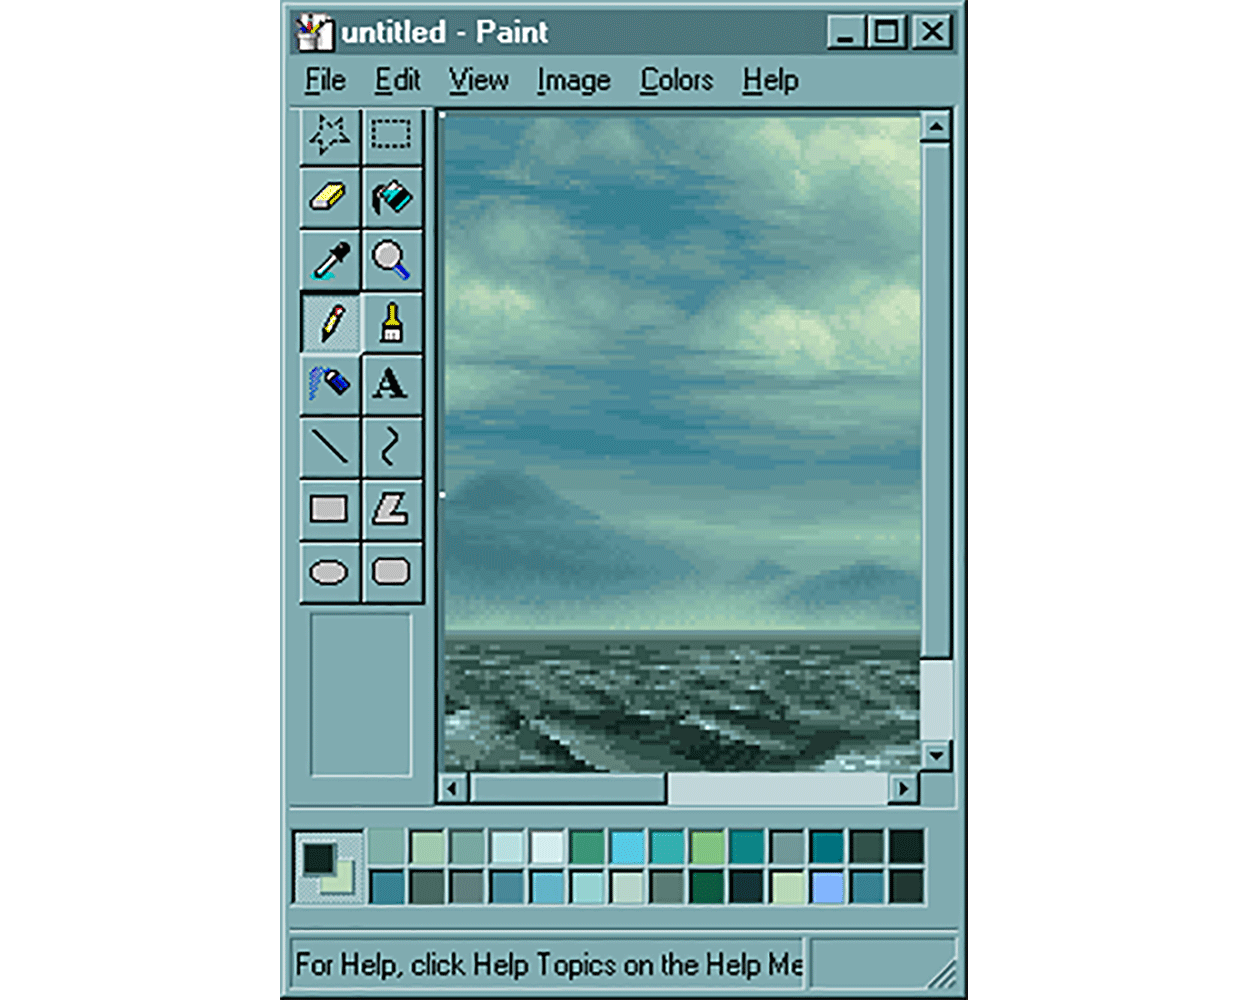 untitled - Paint
File Edit View Image Colors Help
A
For Help, click Help Topics on the Help Me